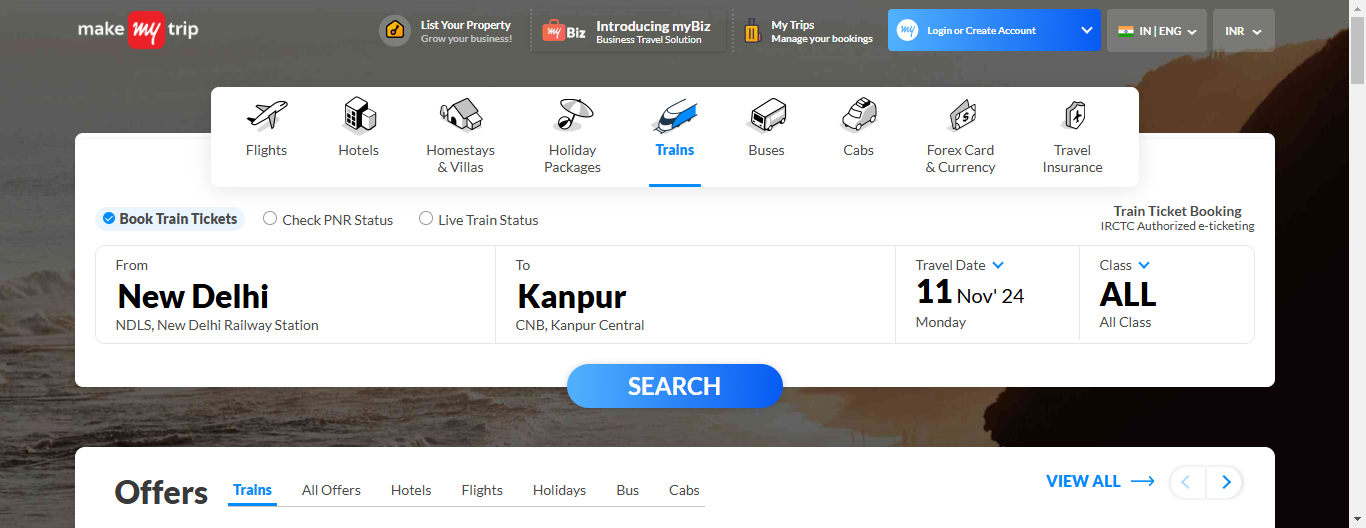 make my trip
List Your Property
Grow your business!
my Biz
Introducing myBiz
Business Travel Solution
My Trips
Manage your bookings
my
Login or Create Account
IN | ENG
INR
Flights
Hotels
Homestays
& Villas
Holiday
Packages
Trains
Buses
Cabs
Forex Card
& Currency
Travel
Insurance
Book Train Tickets
Check PNR Status
Live Train Status
Train Ticket Booking
IRCTC Authorized e-ticketing
From
New Delhi
NDLS, New Delhi Railway Station
To
Kanpur
CNB, Kanpur Central
Travel Date
11 Nov' 24
Monday
Class
ALL
All Class
SEARCH
Offers
Trains
All Offers
Hotels
Flights
Holidays
Bus
Cabs
VIEW ALL